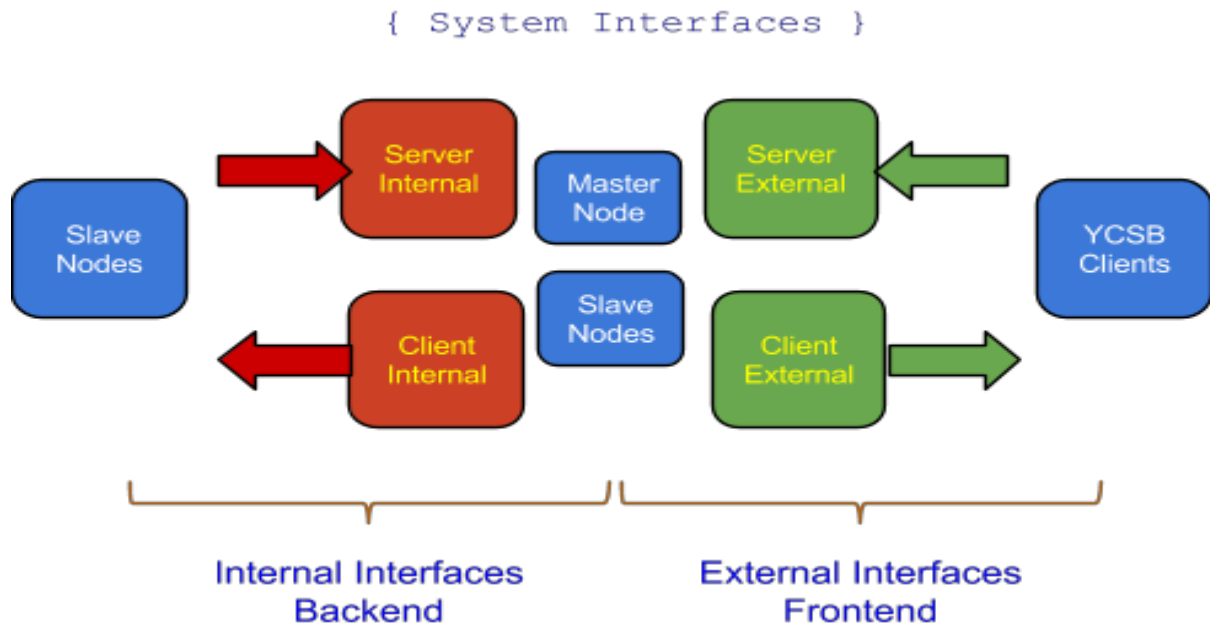 { System Interfaces }
Server
Internal
Master
Node
Server
External
Slave
Nodes
YCSB
Clients
Client
Internal
Slave
Nodes
Client
External
Internal Interfaces
Backend
External Interfaces
Frontend